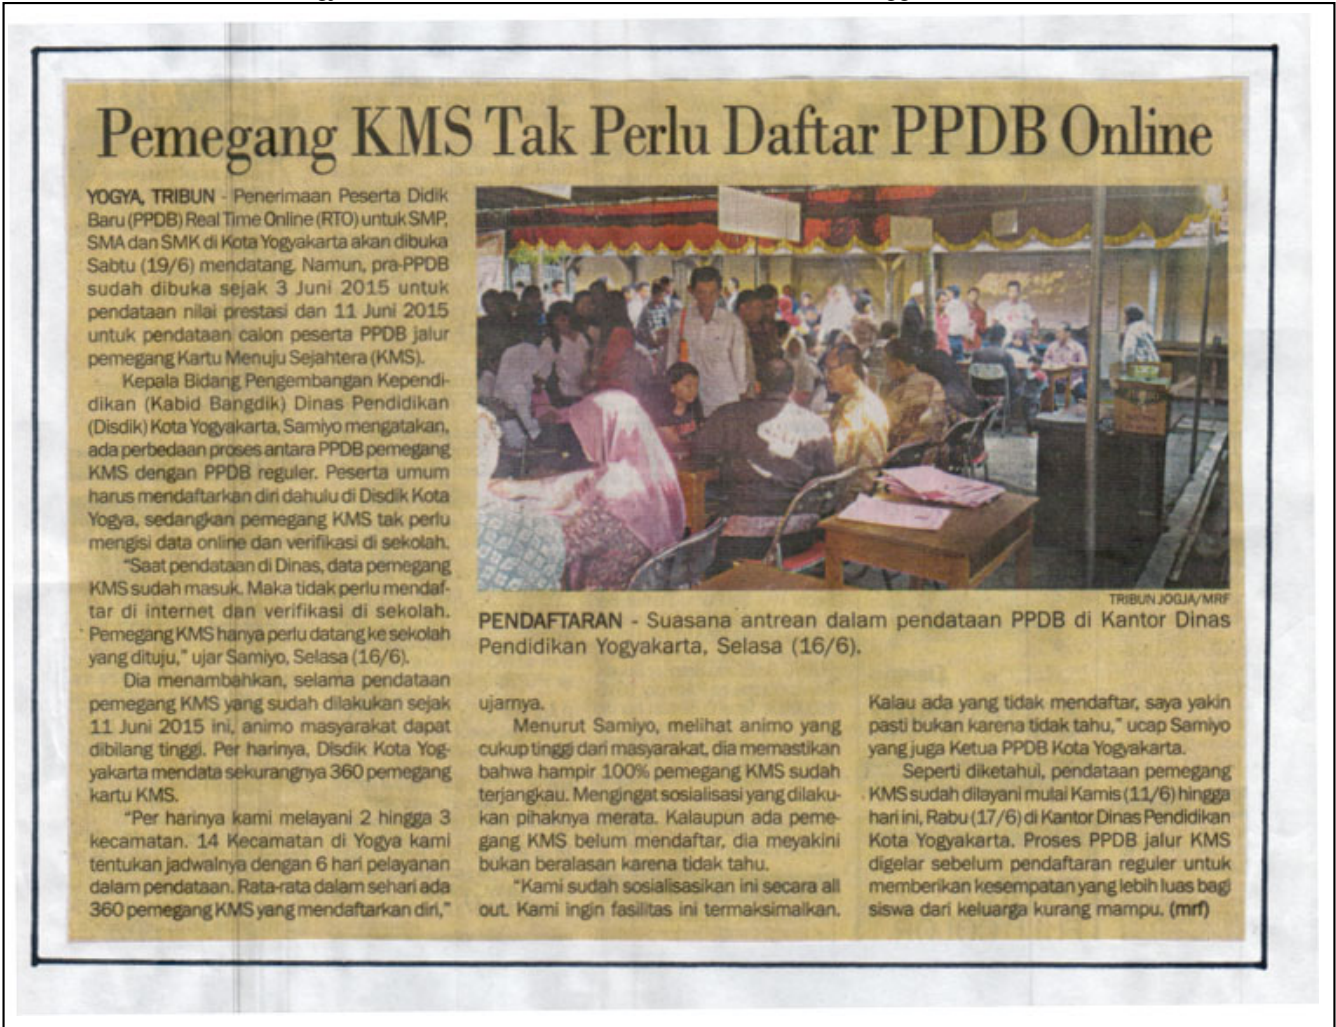 Pemegang KMS Tak Perlu Daftar PPDB Online
YOGYA, TRIBUN - Penerimaan Peserta Didik
Baru (PPDB) Real Time Online (RTO) untuk SMP,
SMA dan SMK di Kota Yogyakarta akan dibuka
Sabtu (19/6) mendatang. Namun, pra-PPDB
sudah dibuka sejak 3 Juni 2015 untuk
pendataan nilai prestasi dan 11 Juni 2015
untuk pendataan calon peserta PPDB jalur
pemegang Kartu Menuju Sejahtera (KMS).
Kepala Bidang Pengembangan Kependi-
dikan (Kabid Bangdik) Dinas Pendidikan
(Disdik) Kota Yogyakarta, Samiyo mengatakan,
ada perbedaan proses antara PPDB pemegang
KMS dengan PPDB reguler. Peserta umum
harus mendaftarkan diri dahulu di Disdik Kota
Yogya, sedangkan pemegang KMS tak perlu
mengisi data online dan verifikasi di sekolah.
"Saat pendataan di Dinas, data pemegang
KMS sudah masuk. Maka tidak perlu mendaf-
tar di internet dan verifikasi di sekolah.
Pemegang KMS hanya perlu datang ke sekolah
yang dituju," ujar Samiyo, Selasa (16/6).
Dia menambahkan, selama pendataan
pemegang KMS yang sudah dilakukan sejak
11 Juni 2015 ini, animo masyarakat dapat
dibilang tinggi. Per harinya, Disdik Kota Yog-
yakarta mendata sekurangnya 360 pemegang
kartu KMS.
"Per harinya kami melayani 2 hingga 3
kecamatan. 14 Kecamatan di Yogya kami
tentukan jadwalnya dengan 6 hari pelayanan
dalam pendataan. Rata-rata dalam sehari ada
360 pemegang KMS yang mendaftarkan diri,"
TRIBUN JOGJA/MRF
PENDAFTARAN - Suasana antrean dalam pendataan PPDB di Kantor Dinas
Pendidikan Yogyakarta, Selasa (16/6).
ujarnya.
Menurut Samiyo, melihat animo yang
cukup tinggi dari masyarakat, dia memastikan
bahwa hampir 100% pemegang KMS sudah
terjangkau. Mengingat sosialisasi yang dilaku-
kan pihaknya merata. Kalaupun ada peme-
gang KMS belum mendaftar, dia meyakini
bukan beralasan karena tidak tahu.
"Kami sudah sosialisasikan ini secara all
out. Kami ingin fasilitas ini termaksimalkan.
Kalau ada yang tidak mendaftar, saya yakin
pasti bukan karena tidak tahu," ucap Samiyo
yang juga Ketua PPDB Kota Yogyakarta.
Seperti diketahui, pendataan pemegang
KMS sudah dilayani mulai Kamis (11/6) hingga
hari ini, Rabu (17/6) di Kantor Dinas Pendidikan
Kota Yogyakarta. Proses PPDB jalur KMS
digelar sebelum pendaftaran reguler untuk
memberikan kesempatan yang lebih luas bagi
siswa dari keluarga kurang mampu. (mrf)